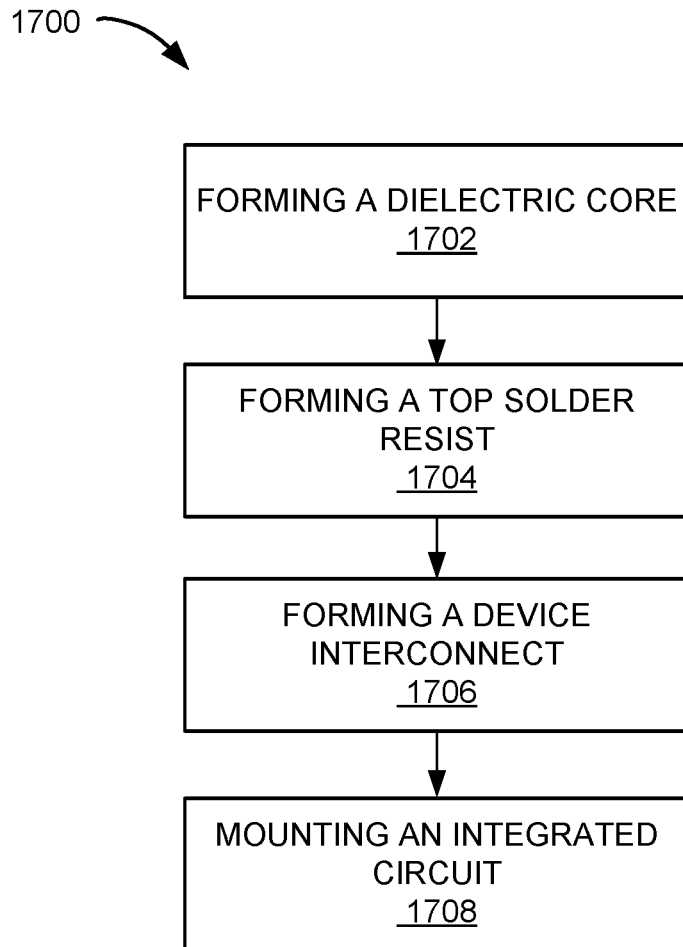 1700
FORMING A DIELECTRIC CORE
1702
FORMING A TOP SOLDER
RESIST
1704
FORMING A DEVICE
INTERCONNECT
1706
MOUNTING AN INTEGRATED
CIRCUIT
1708